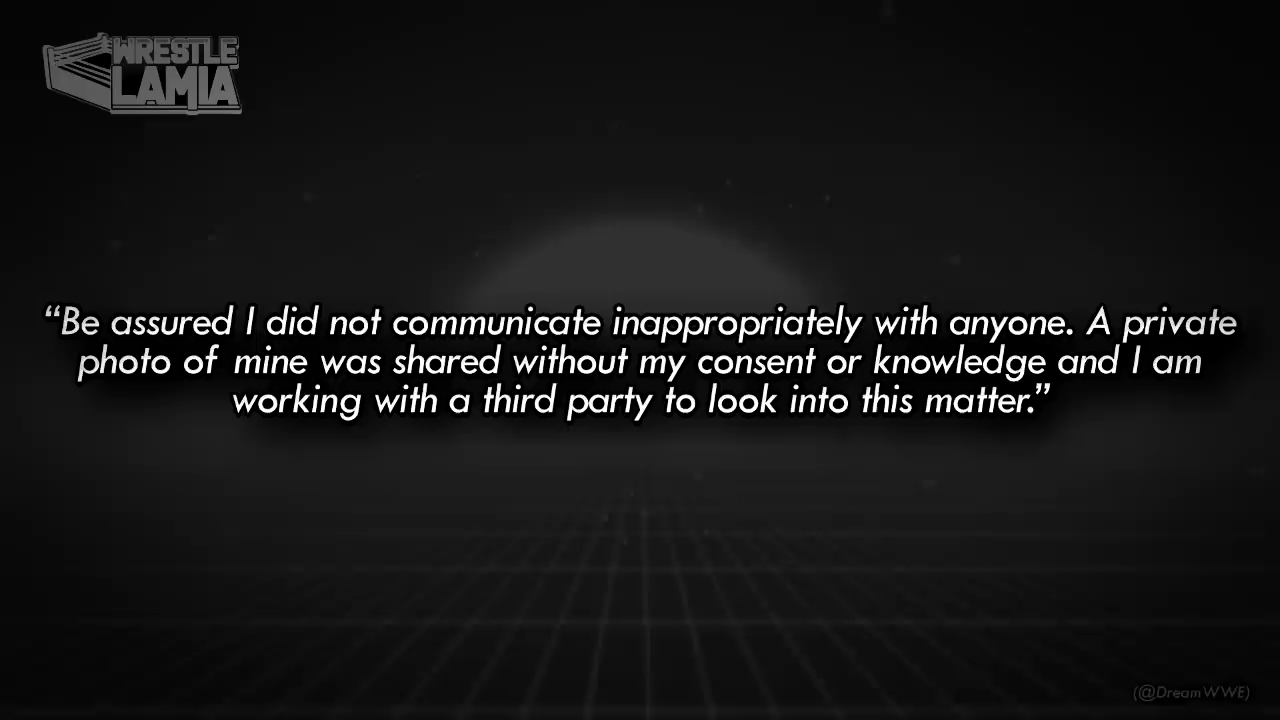 WRESTLE
LAMIA
“Be assured I did not communicate inappropriately with anyone. A private
photo of mine was shared without my consent or knowledge and I am
working with a third party to look into this matter.”
(@DreamWWE)